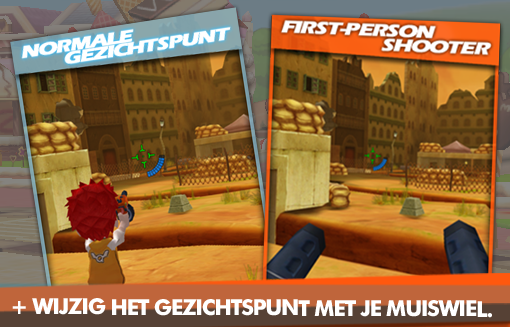 NORMALE
GEZICHTSPUNT
FIRST-PERSON
SHOOTER
+ WIJZIG HET GEZICHTSPUNT MET JE MUISWIEL.